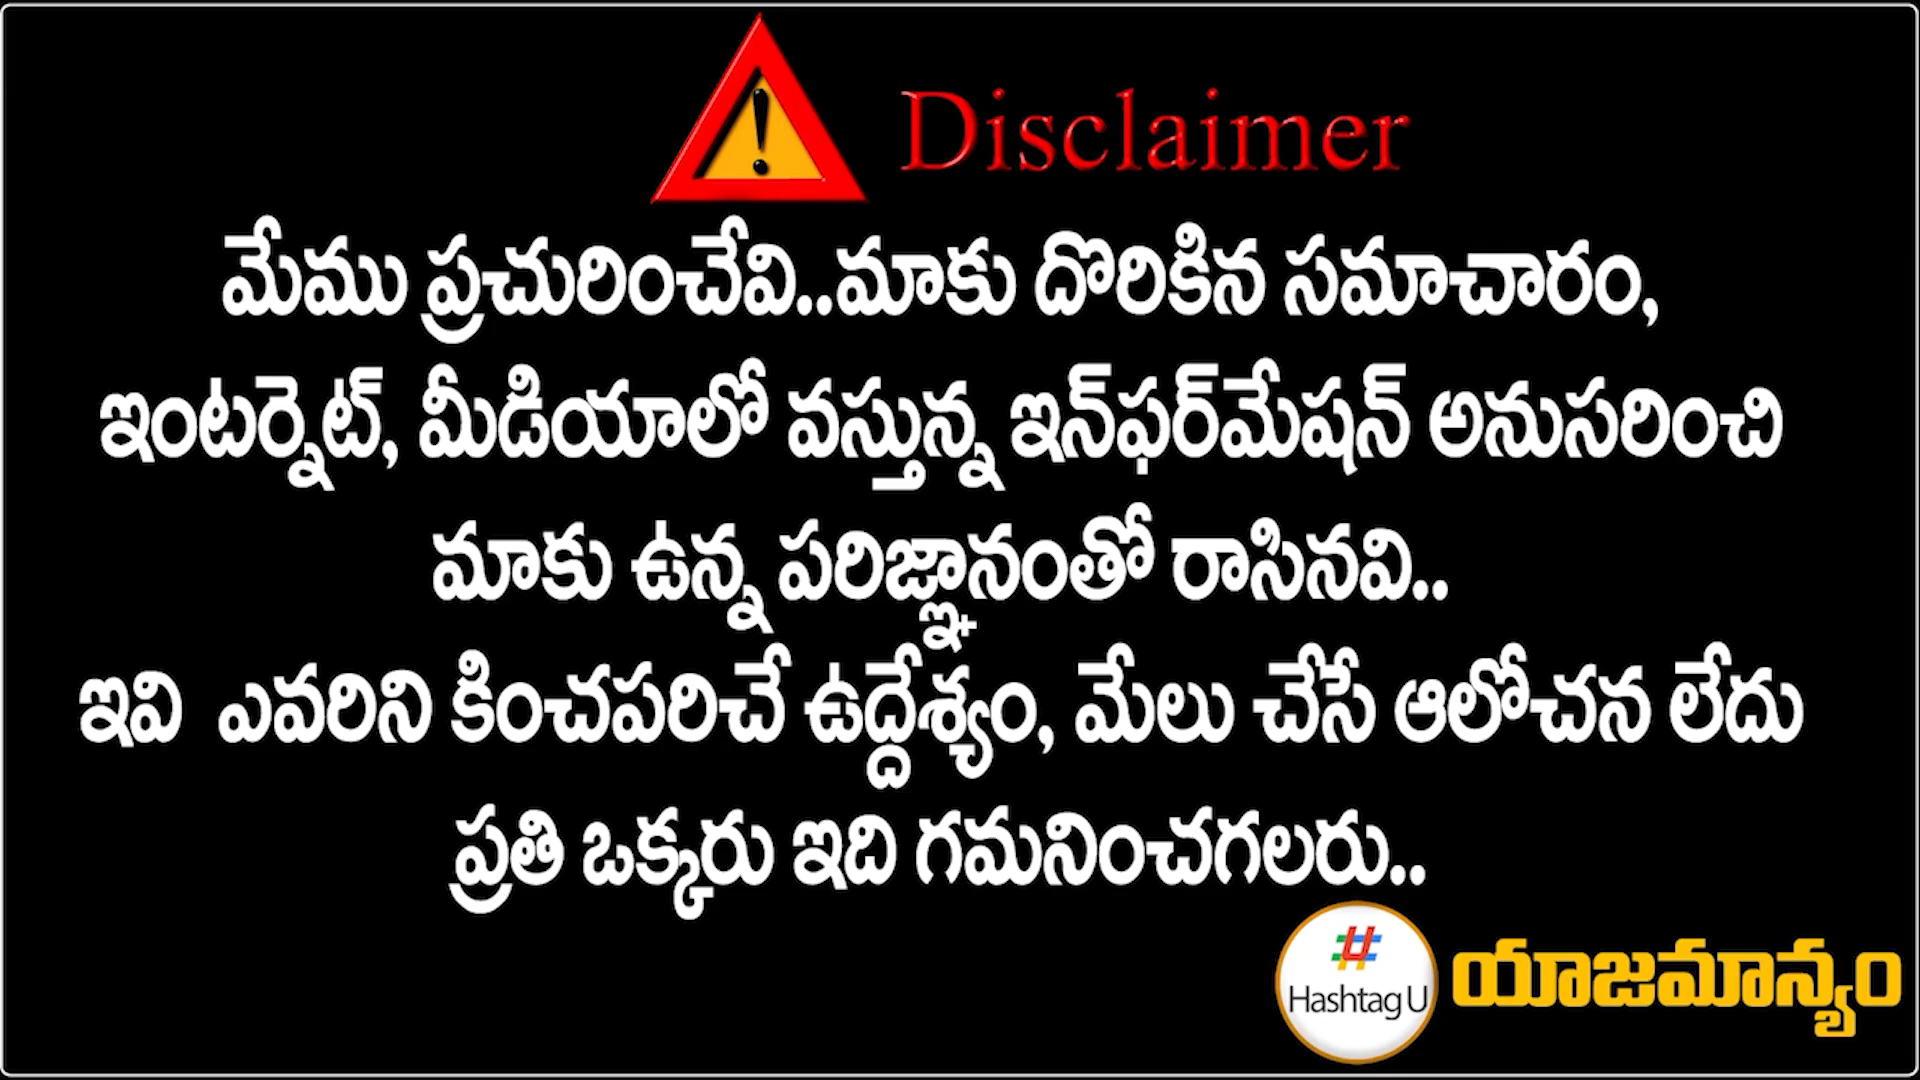 Disclaimer
మేము ప్రచురించేవి..మాకు దొరికిన సమాచారం,
ఇంటర్నెట్, మీడియాలో వస్తున్న ఇన్‌ఫర్‌మేషన్ అనుసరించి
మాకు ఉన్న పరిజ్ఞానంతో రాసినవి..
ఇవి ఎవరిని కించపరిచే ఉద్దేశ్యం, మేలు చేసే ఆలోచన లేదు
ప్రతి ఒక్కరు ఇది గమనించగలరు..
#
Hashtag U
యాజమాన్యం